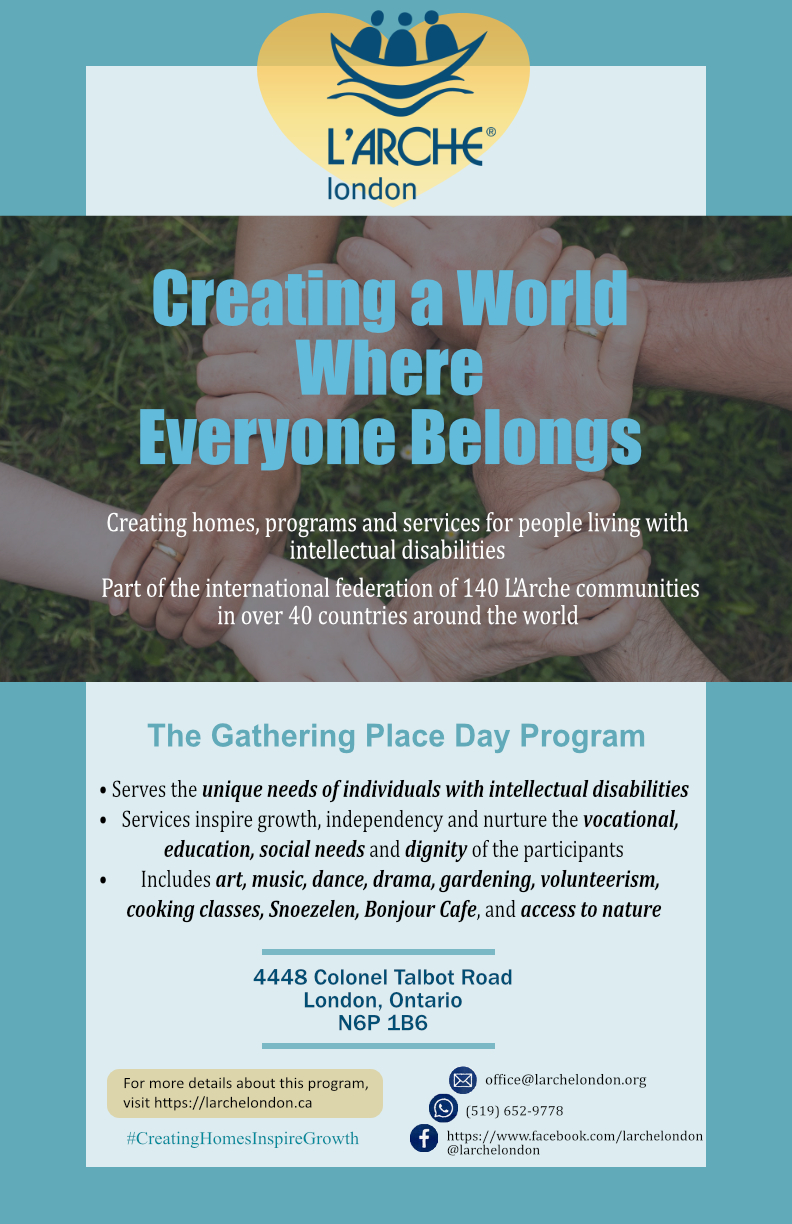 L'ARCHE®
london
Creating a World
Where
Everyone Belongs
Creating homes, programs and services for people living with
intellectual disabilities
Part of the international federation of 140 L'Arche communities
in over 40 countries around the world
The Gathering Place Day Program
• Serves the unique needs of individuals with intellectual disabilities
• Services inspire growth, independency and nurture the vocational,
education, social needs and dignity of the participants
• Includes art, music, dance, drama, gardening, volunteerism,
cooking classes, Snoezelen, Bonjour Cafe, and access to nature
4448 Colonel Talbot Road
London, Ontario
N6P 1B6
For more details about this program,
visit https://larchelondon.ca
#CreatingHomesInspireGrowth
office@larchelondon.org
(519) 652-9778
https://www.facebook.com/larchelondon
@larchelondon